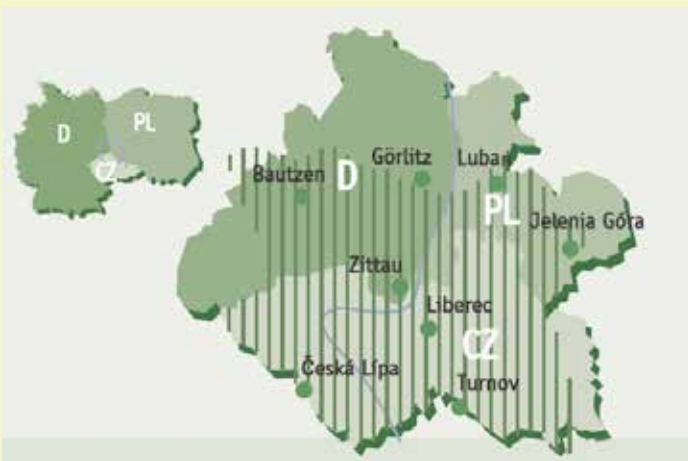 D
PL
CZ
Görlitz
Luban
Bautzen
D
PL
Jelenia Góra
Zittau
Liberec
CZ
Česká Lípa
Turnov